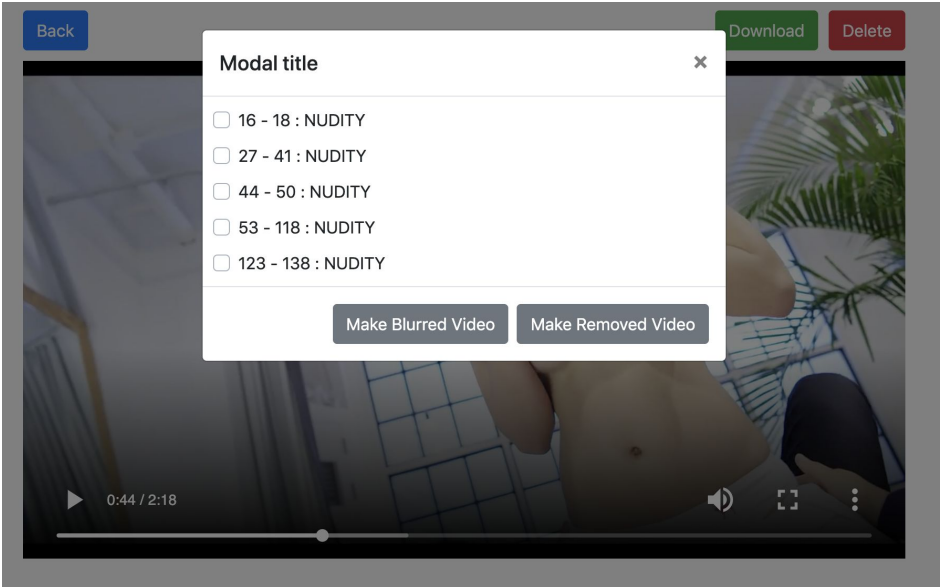 Back
Download
Delete
Modal title
×
16 - 18 : NUDITY
27 - 41 : NUDITY
44 - 50 : NUDITY
53 - 118 : NUDITY
123 - 138 : NUDITY
Make Blurred Video
Make Removed Video
0:44 / 2:18